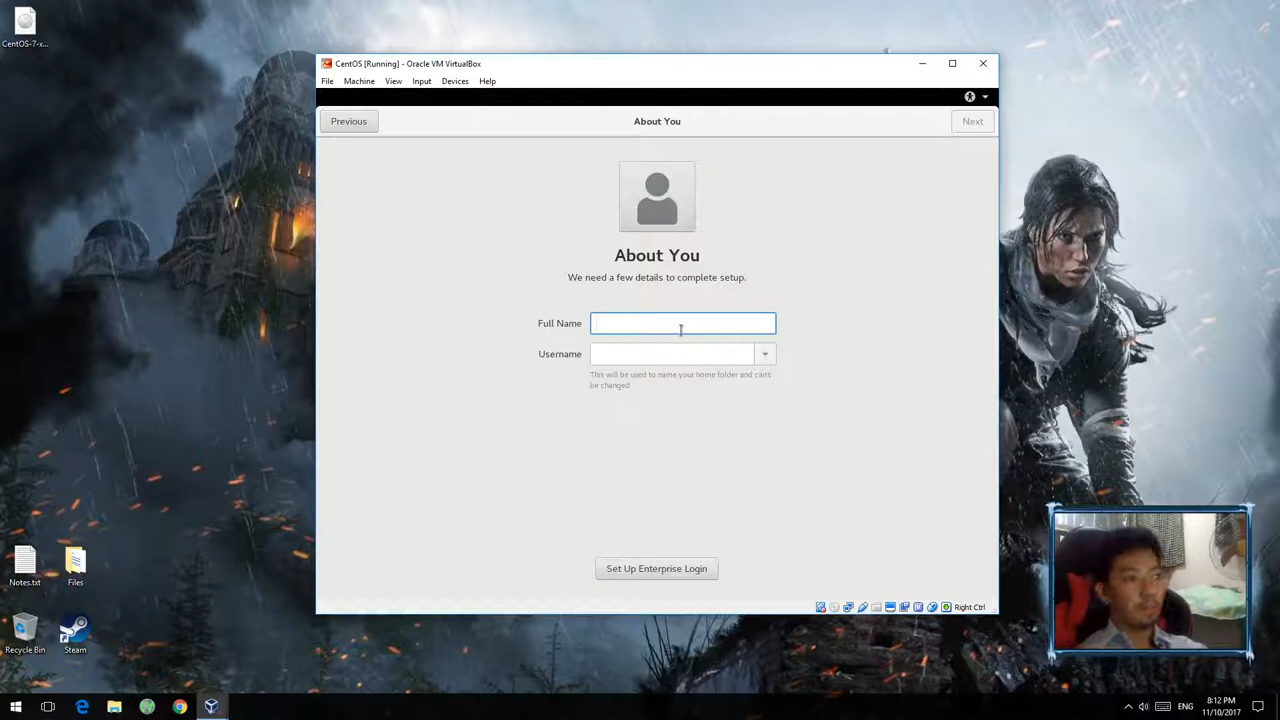 CentOS-7-x...
CentOS [Running] - Oracle VM VirtualBox
File Machine View Input Devices Help
Previous
About You
Next
About You
We need a few details to complete setup.
Full Name
Username
This will be used to name your home folder and can't
be changed
Set Up Enterprise Login
Right Ctrl
Notes.txt
Files
Recycle Bin
Steam
ENG
8:12 PM
11/10/2017